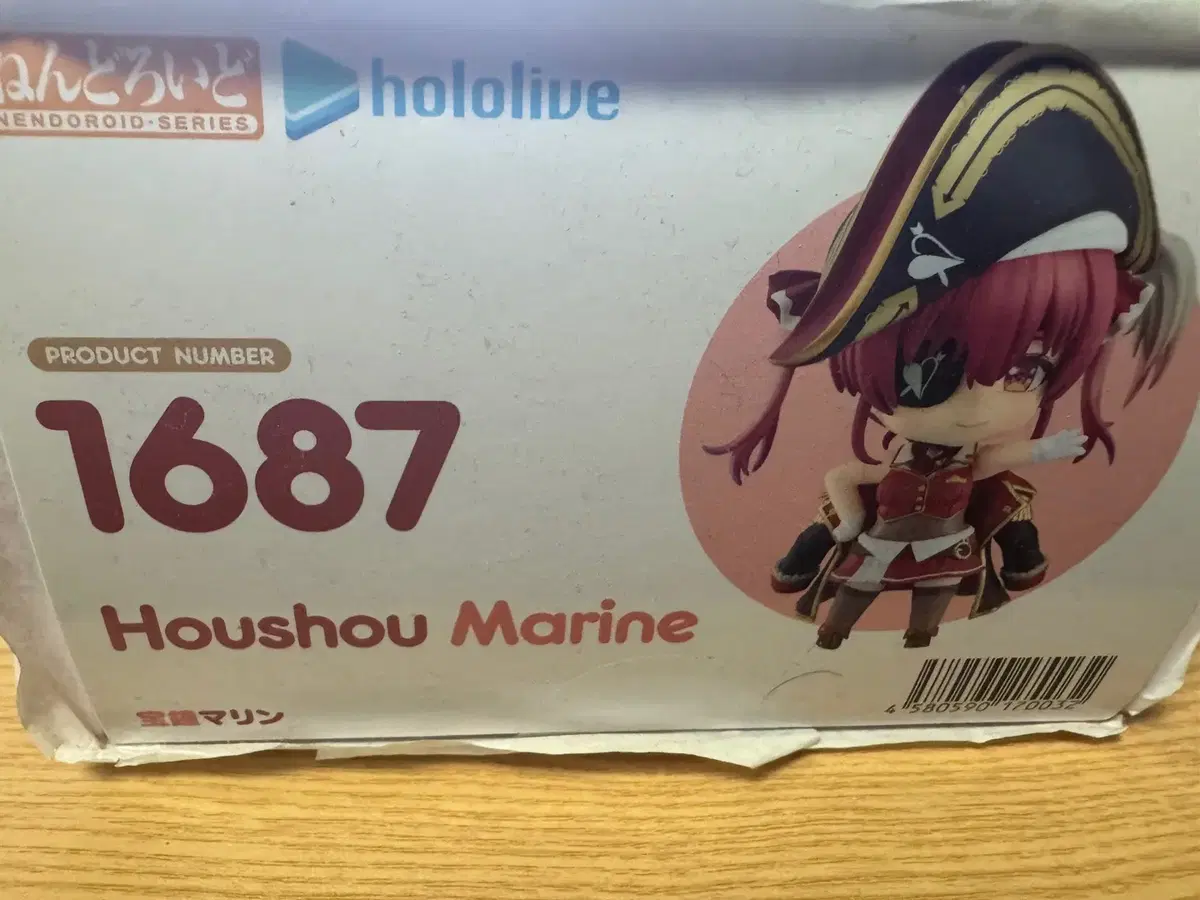 ねんどろいど
NENDOROID·SERIES
hololive
PRODUCT NUMBER
1687
Houshou Marine
宝鐘マリン
4 580590 170032